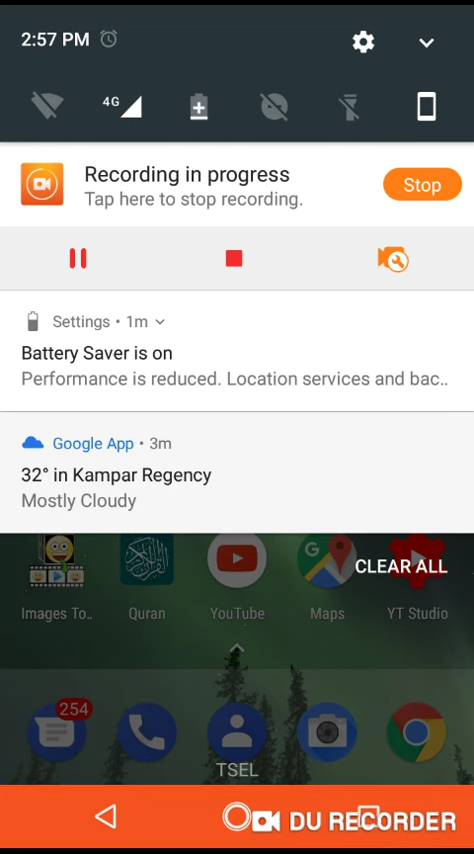 2:57 PM
4G
Recording in progress
Stop
Tap here to stop recording.
Settings • 1m
Battery Saver is on
Performance is reduced. Location services and bac..
Google App • 3m
32° in Kampar Regency
Mostly Cloudy
CLEAR ALL
Images To.. Quran YouTube Maps YT Studio
254
TSEL
DU RECORDER